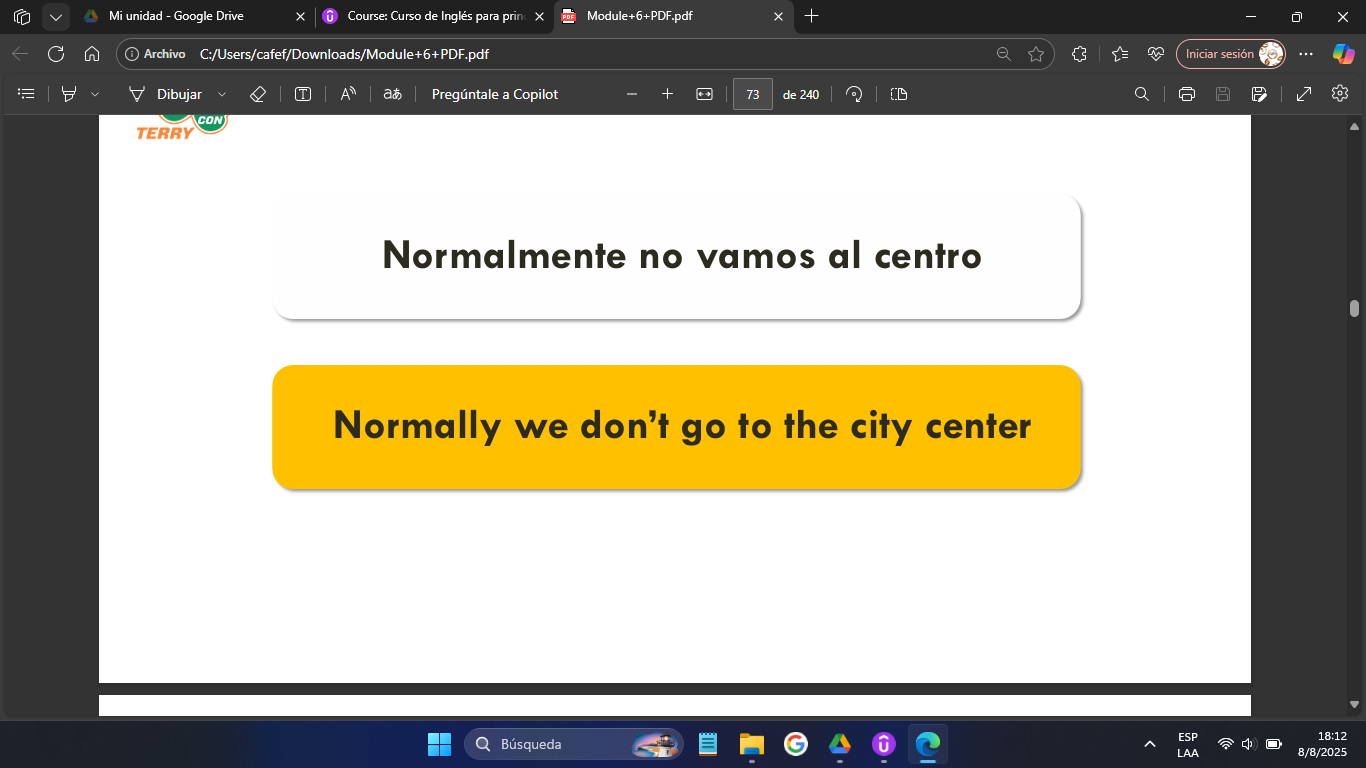 Mi unidad - Google Drive
Course: Curso de Inglés para prin
Module+6+PDF.pdf
Archivo
C:/Users/cafef/Downloads/Module+6+PDF.pdf
Iniciar sesión
Dibujar
aあ
Pregúntale a Copilot
73
de 240
CON
TERRY
Normalmente no vamos al centro
Normally we don't go to the city center
Búsqueda
ESP
LAA
18:12
8/8/2025